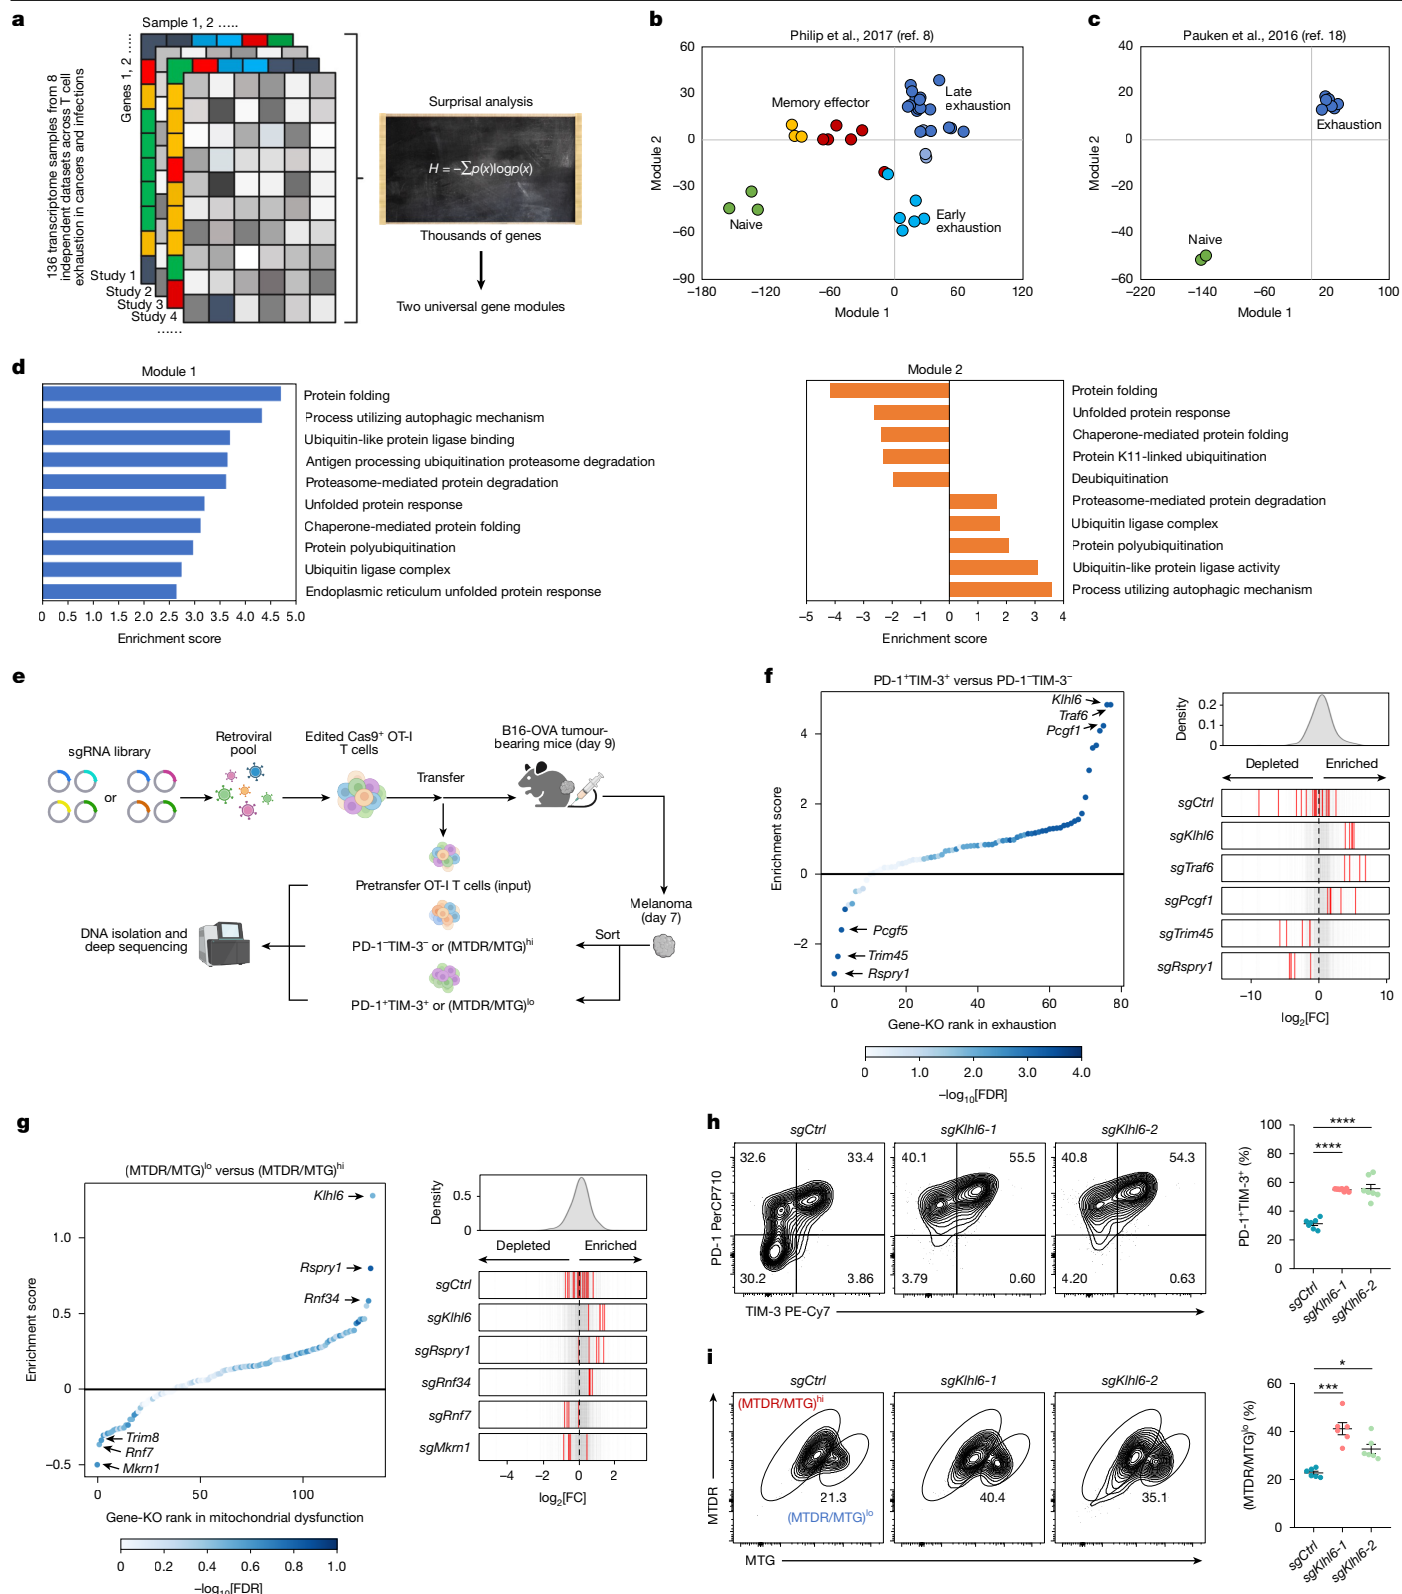 a
Sample 1, 2 …..
Genes 1, 2 …..
136 transcriptome samples from 8
independent datasets across T cell
exhaustion in cancers and infections
Study 1
Study 2
Study 3
Study 4
……
Surprisal analysis
H = −∑p(x)logp(x)
Thousands of genes
Two universal gene modules
b
Philip et al., 2017 (ref. 8)
Module 2
60
30
0
−30
−60
−90
Memory effector
Late
exhaustion
Naive
Early
exhaustion
−180 −120 −60 0 60 120
Module 1
c
Pauken et al., 2016 (ref. 18)
Module 2
40
0
−60
Exhaustion
Naive
−220 −140 −60 20 100
Module 1
d
Module 1
Protein folding
Process utilizing autophagic mechanism
Ubiquitin-like protein ligase binding
Antigen processing ubiquitination proteasome degradation
Proteasome-mediated protein degradation
Unfolded protein response
Chaperone-mediated protein folding
Protein polyubiquitination
Ubiquitin ligase complex
Endoplasmic reticulum unfolded protein response
0 0.5 1.0 1.5 2.0 2.5 3.0 3.5 4.0 4.5 5.0
Enrichment score
Module 2
Protein folding
Unfolded protein response
Chaperone-mediated protein folding
Protein K11-linked ubiquitination
Deubiquitination
Proteasome-mediated protein degradation
Ubiquitin ligase complex
Protein polyubiquitination
Ubiquitin-like protein ligase activity
Process utilizing autophagic mechanism
−5 −4 −3 −2 −1 0 1 2 3 4
Enrichment score
e
sgRNA library
or
Retroviral
pool
Edited Cas9⁺ OT-I
T cells
Transfer
B16-OVA tumour-
bearing mice (day 9)
Pretransfer OT-I T cells (input)
Melanoma
(day 7)
Sort
PD-1⁻TIM-3⁻ or (MTDR/MTG)ʰⁱ
PD-1⁺TIM-3⁺ or (MTDR/MTG)ˡᵒ
DNA isolation and
deep sequencing
f
PD-1⁺TIM-3⁺ versus PD-1⁻TIM-3⁻
Enrichment score
4
2
0
−2
Klhl6
Traf6
Pcgf1
Pcgf5
Trim45
Rspry1
0 20 40 60 80
Gene-KO rank in exhaustion
0 1.0 2.0 3.0 4.0
−log₁₀[FDR]
Density
0.2
0.1
0
Depleted Enriched
sgCtrl
sgKlhl6
sgTraf6
sgPcgf1
sgTrim45
sgRspry1
−10 0 10
log₂[FC]
g
(MTDR/MTG)ˡᵒ versus (MTDR/MTG)ʰⁱ
Enrichment score
1.0
0.5
0
−0.5
Klhl6
Rspry1
Rnf34
Trim8
Rnf7
Mkrn1
0 50 100
Gene-KO rank in mitochondrial dysfunction
0 0.2 0.4 0.6 0.8 1.0
−log₁₀[FDR]
Density
0.5
0
Depleted Enriched
sgCtrl
sgKlhl6
sgRspry1
sgRnf34
sgRnf7
sgMkrn1
−4 −2 0 2
log₂[FC]
h
sgCtrl sgKlhl6-1 sgKlhl6-2
PD-1 PerCP710
32.6 33.4 40.1 55.5 40.8 54.3
30.2 3.86 3.79 0.60 4.20 0.63
TIM-3 PE-Cy7
PD-1⁺TIM-3⁺ (%)
100
80
60
40
20
0
****
****
sgCtrl
sgKlhl6-1
sgKlhl6-2
i
sgCtrl sgKlhl6-1 sgKlhl6-2
MTDR
(MTDR/MTG)ʰⁱ
21.3 40.4 35.1
(MTDR/MTG)ˡᵒ
MTG
(MTDR/MTG)ˡᵒ (%)
60
40
20
0
*
***
sgCtrl
sgKlhl6-1
sgKlhl6-2